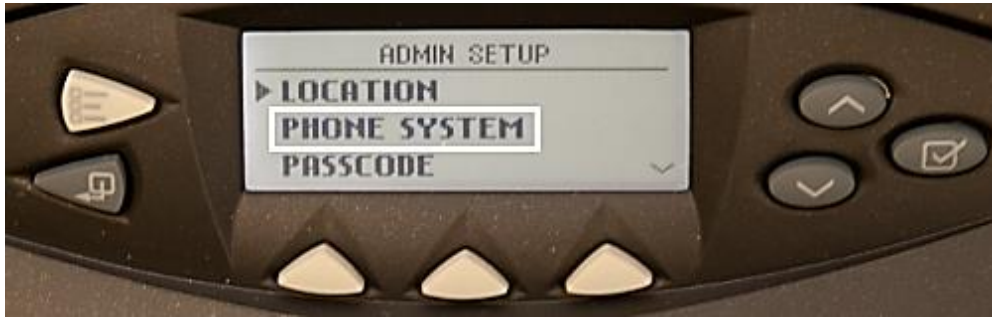 ADMIN SETUP
LOCATION
PHONE SYSTEM
PASSCODE